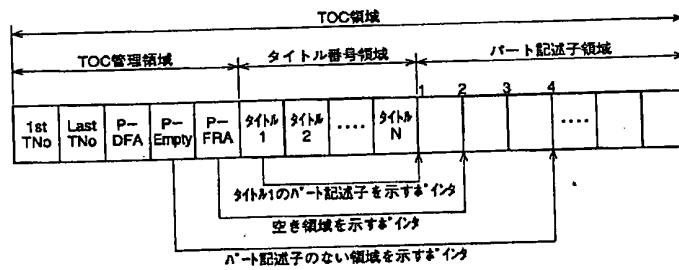 TOC領域
TOC管理領域
タイトル番号領域
パート記述子領域
1 2 3 4
1st TNo
Last TNo
P-DFA
P-Empty
P-FRA
タイトル1
タイトル2
････
タイトルN
････
タイトル1のパート記述子を示すポインタ
空き領域を示すポインタ
パート記述子のない領域を示すポインタ